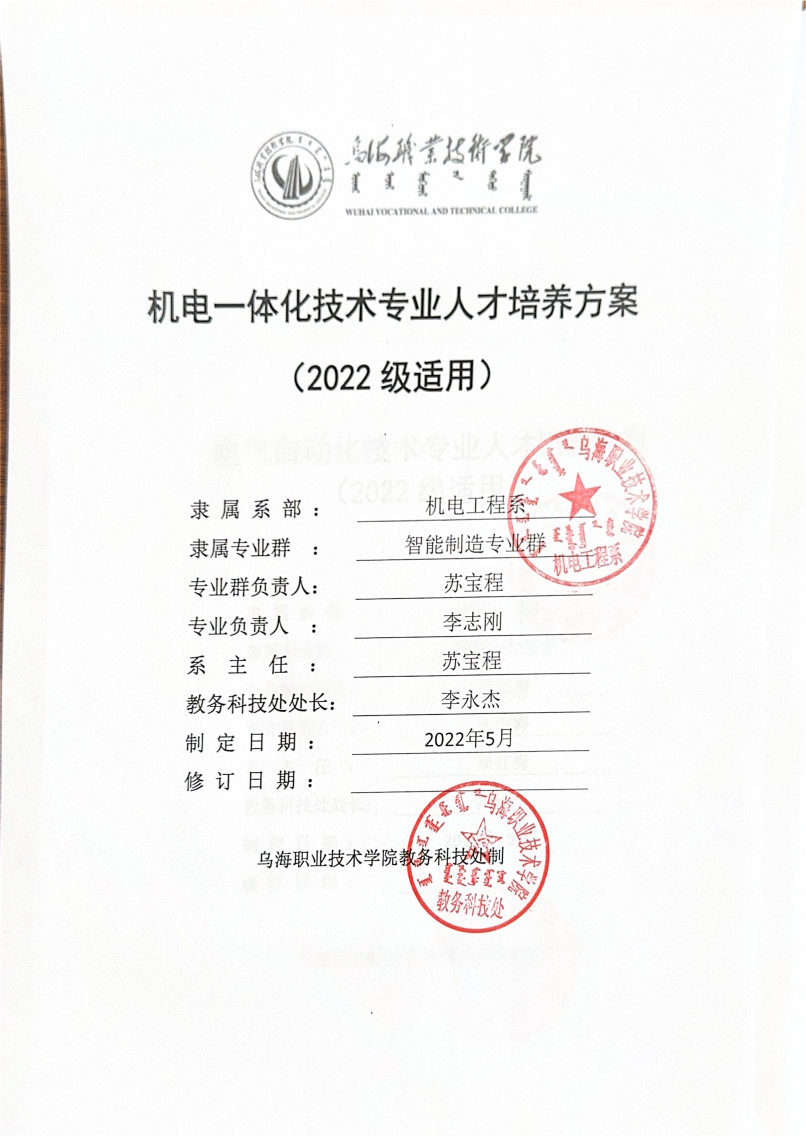 乌海职业技术学院
WUHAI VOCATIONAL AND TECHNICAL COLLEGE
机电一体化技术专业人才培养方案
（2022 级适用）
隶 属 系 部 ： 机电工程系
隶属专业群 ： 智能制造专业群
专业群负责人： 苏宝程
专业负责人 ： 李志刚
系 主 任 ： 苏宝程
教务科技处处长： 李永杰
制 定 日 期 ： 2022年5月
修 订 日 期 ：
乌海职业技术学院教务科技处制
乌海职业技术学院
机电工程系
乌海职业技术学院
教务科技处